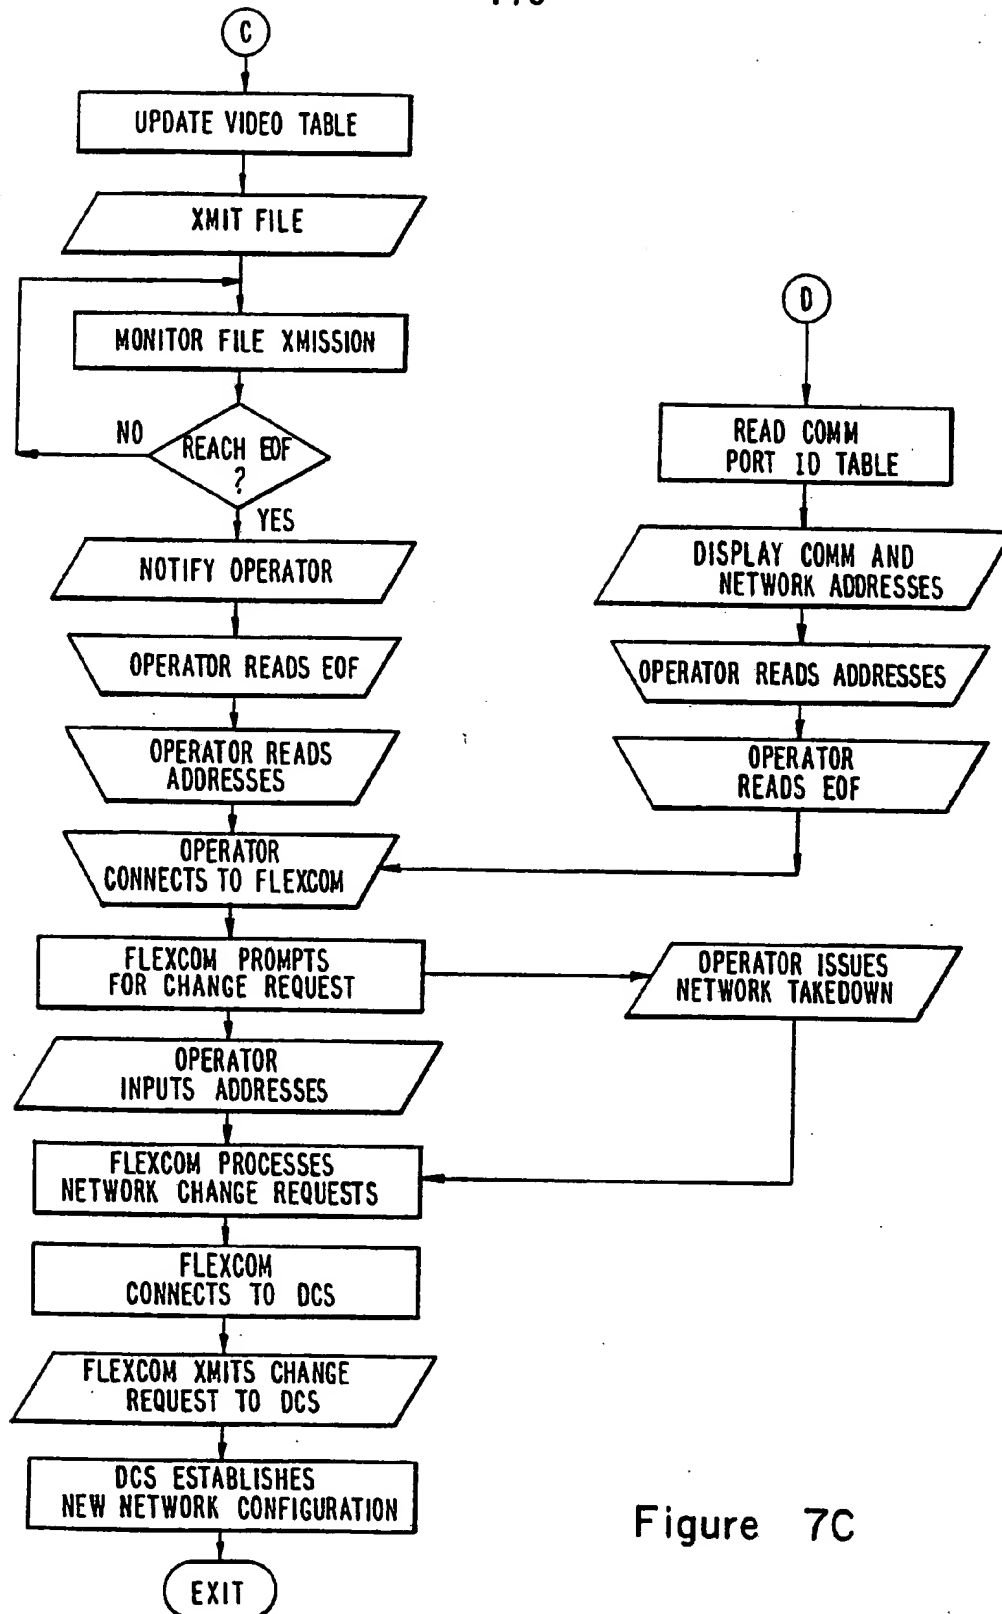 C
UPDATE VIDEO TABLE
XMIT FILE
MONITOR FILE XMISSION
NO
REACH EOF
?
YES
NOTIFY OPERATOR
OPERATOR READS EOF
OPERATOR READS
ADDRESSES
OPERATOR
CONNECTS TO FLEXCOM
FLEXCOM PROMPTS
FOR CHANGE REQUEST
OPERATOR
INPUTS ADDRESSES
FLEXCOM PROCESSES
NETWORK CHANGE REQUESTS
FLEXCOM
CONNECTS TO DCS
FLEXCOM XMITS CHANGE
REQUEST TO DCS
DCS ESTABLISHES
NEW NETWORK CONFIGURATION
EXIT
D
READ COMM
PORT ID TABLE
DISPLAY COMM AND
NETWORK ADDRESSES
OPERATOR READS ADDRESSES
OPERATOR
READS EOF
OPERATOR ISSUES
NETWORK TAKEDOWN
Figure 7C